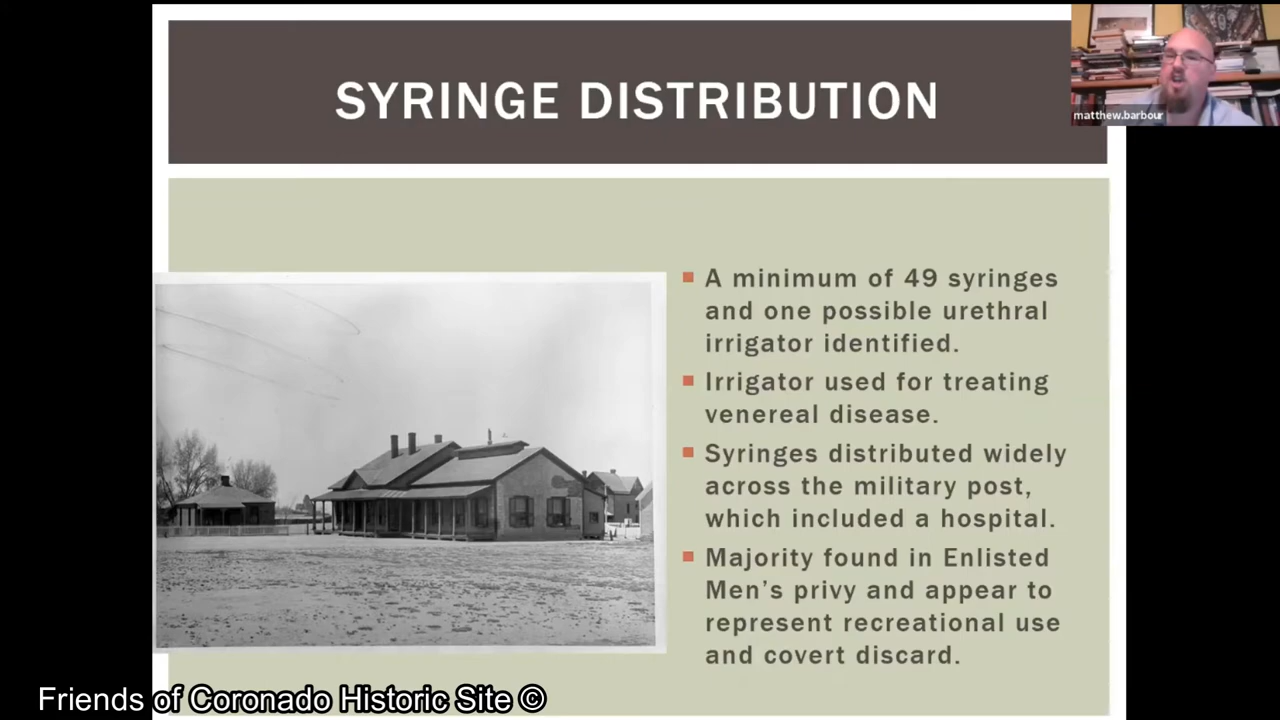 SYRINGE DISTRIBUTION
matthew.barbour
A minimum of 49 syringes
and one possible urethral
irrigator identified.
Irrigator used for treating
venereal disease.
Syringes distributed widely
across the military post,
which included a hospital.
Majority found in Enlisted
Men's privy and appear to
represent recreational use
and covert discard.
Friends of Coronado Historic Site ©